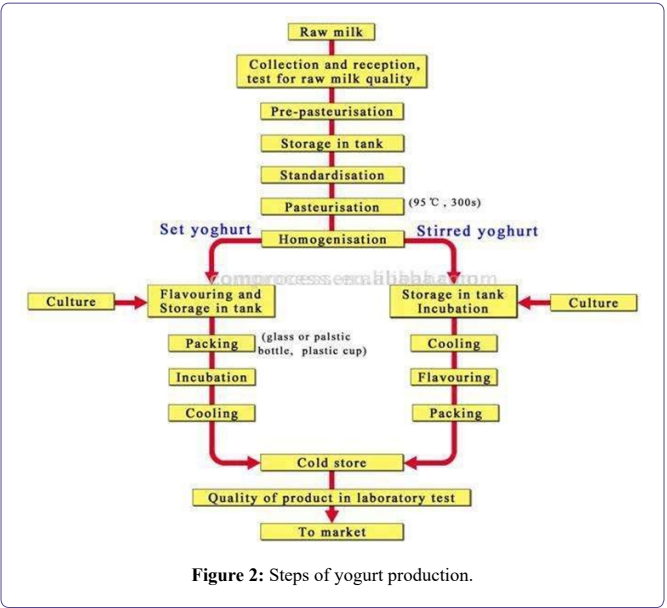 Raw milk
Collection and reception,
test for raw milk quality
Pre-pasteurisation
Storage in tank
Standardisation
Pasteurisation
(95℃, 300s)
Set yoghurt
Homogenisation
Stirred yoghurt
Culture
Flavouring and
Storage in tank
Storage in tank
Incubation
Culture
Packing
(glass or palstic
bottle, plastic cup)
Cooling
Incubation
Flavouring
Cooling
Packing
Cold store
Quality of product in laboratory test
To market
Figure 2: Steps of yogurt production.